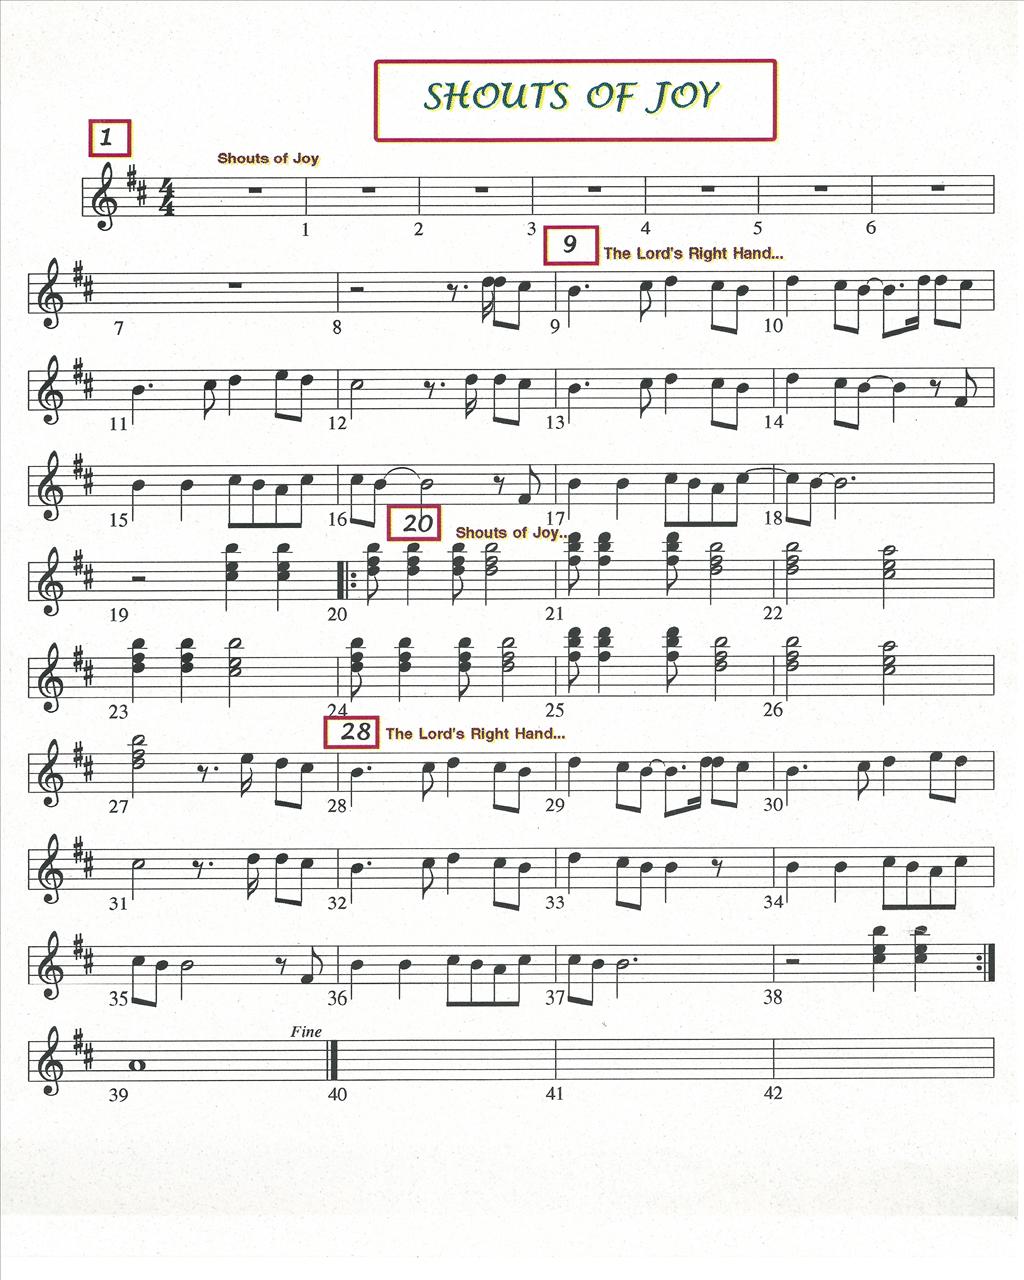 SHOUTS OF JOY
1
Shouts of Joy
1 2 3 4 5 6
9 The Lord's Right Hand...
7 8 9 10
11 12 13 14
15 16 17 18
20 Shouts of Joy...
19 20 21 22
23 24 25 26
28 The Lord's Right Hand...
27 28 29 30
31 32 33 34
35 36 37 38
Fine
39 40 41 42